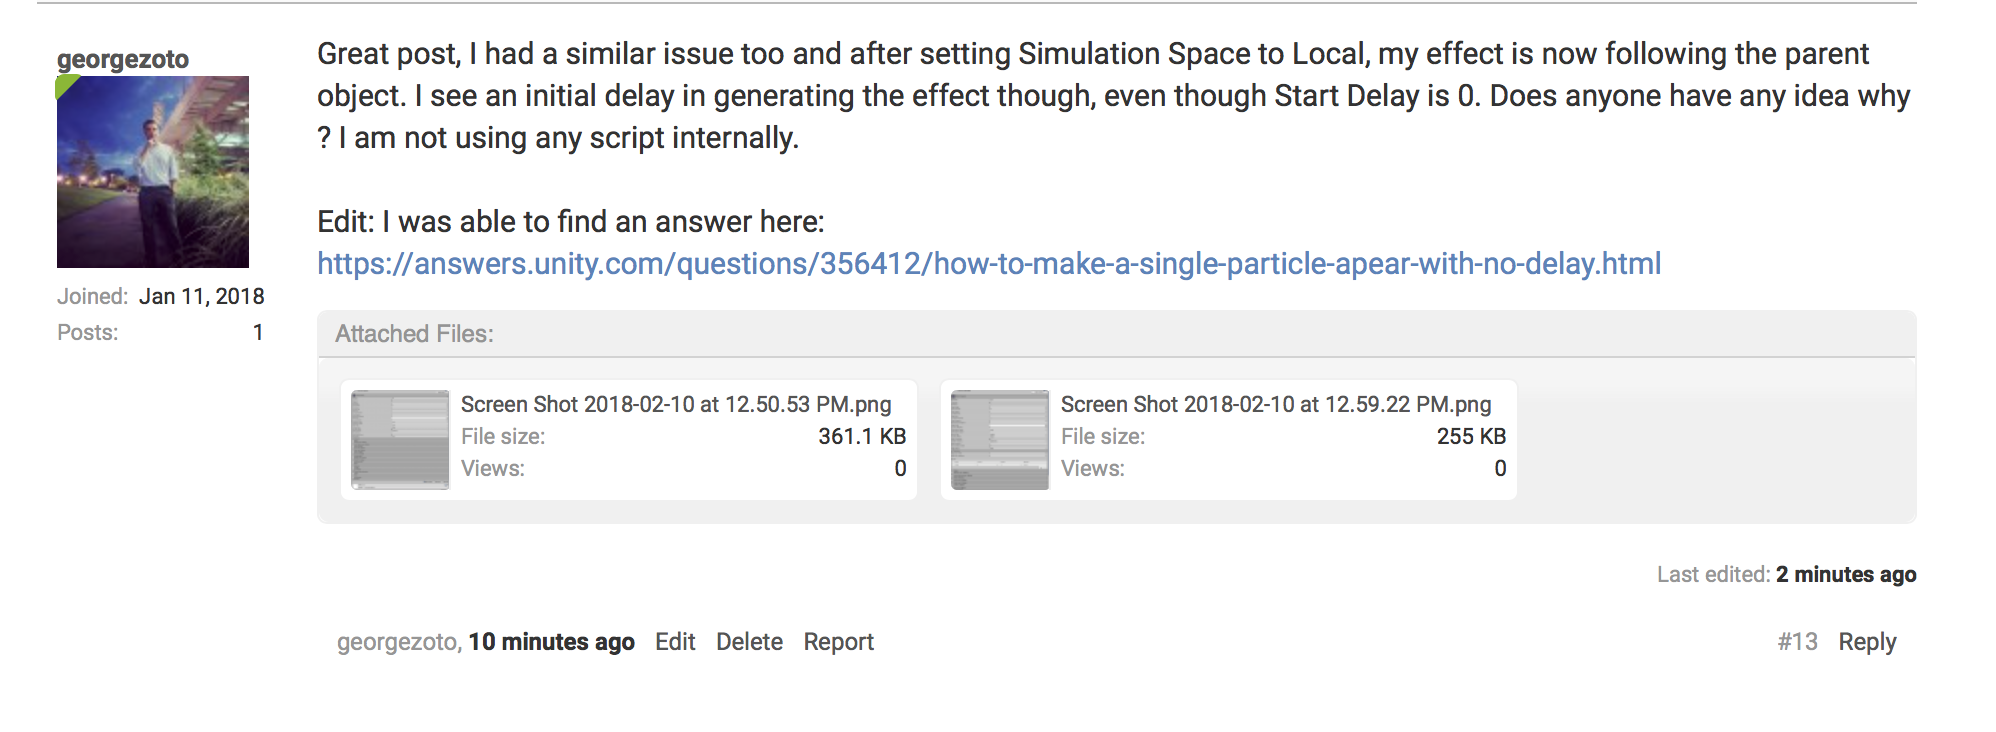 georgezoto
Joined: Jan 11, 2018
Posts: 1
Great post, I had a similar issue too and after setting Simulation Space to Local, my effect is now following the parent
object. I see an initial delay in generating the effect though, even though Start Delay is 0. Does anyone have any idea why
? I am not using any script internally.
Edit: I was able to find an answer here:
https://answers.unity.com/questions/356412/how-to-make-a-single-particle-apear-with-no-delay.html
Attached Files:
Screen Shot 2018-02-10 at 12.50.53 PM.png
File size: 361.1 KB
Views: 0
Screen Shot 2018-02-10 at 12.59.22 PM.png
File size: 255 KB
Views: 0
Last edited: 2 minutes ago
georgezoto, 10 minutes ago Edit Delete Report #13 Reply